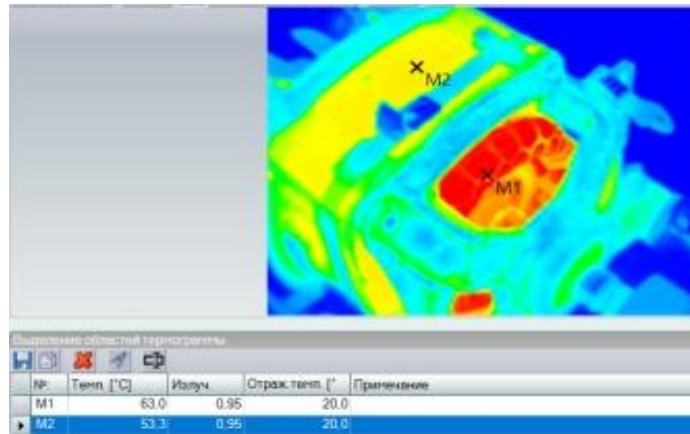 M2
M1
Выделение областей термограммы
№ Темп. [°C] Излуч. Отраж. темп. [° Примечание
M1 63,0 0.95 20,0
M2 53,3 0.95 20,0